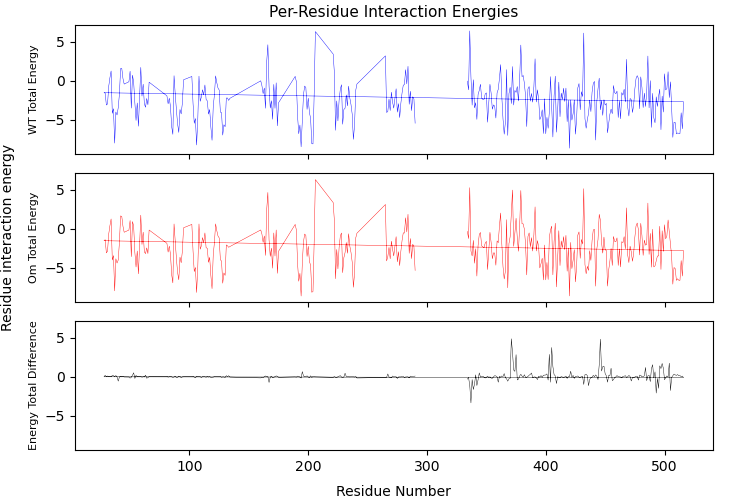 Per-Residue Interaction Energies
Residue interaction energy
WT Total Energy
5
0
−5
Om Total Energy
5
0
−5
Energy Total Difference
5
0
−5
100
200
300
400
500
Residue Number